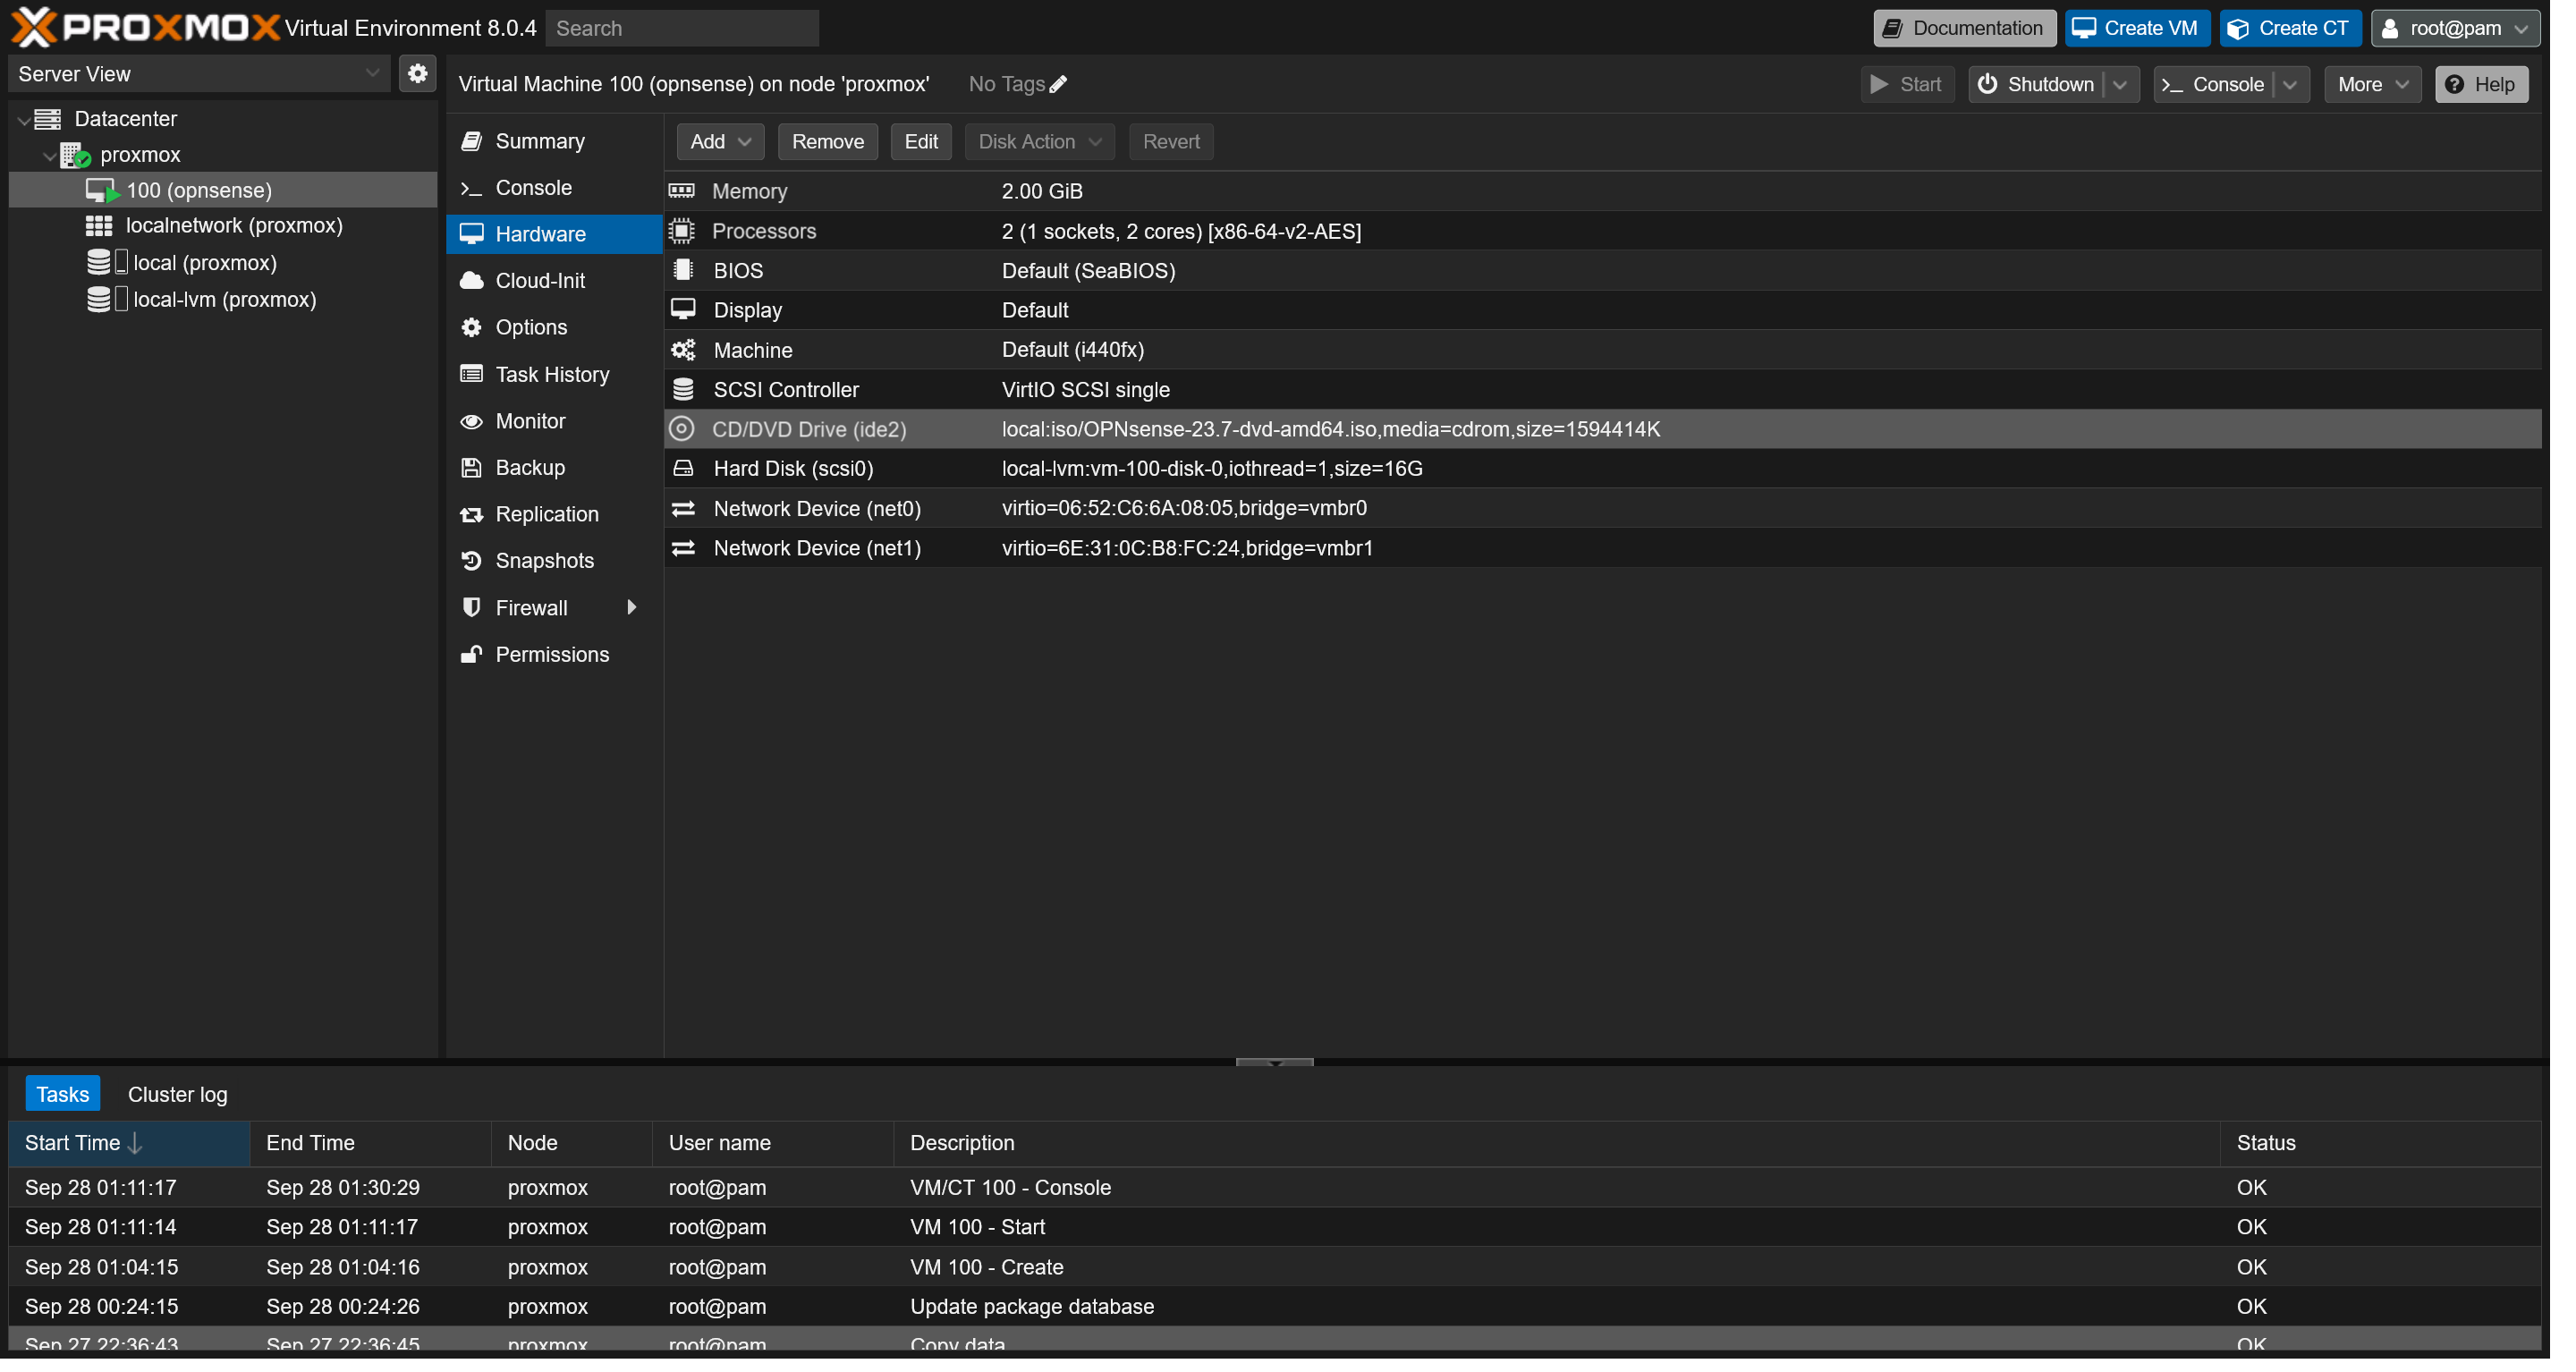 PROXMOX Virtual Environment 8.0.4 Search Documentation Create VM Create CT root@pam
Server View
Virtual Machine 100 (opnsense) on node 'proxmox' No Tags Start Shutdown Console More Help
Datacenter
proxmox
100 (opnsense)
localnetwork (proxmox)
local (proxmox)
local-lvm (proxmox)
Summary
Console
Hardware
Cloud-Init
Options
Task History
Monitor
Backup
Replication
Snapshots
Firewall
Permissions
Add Remove Edit Disk Action Revert
Memory 2.00 GiB
Processors 2 (1 sockets, 2 cores) [x86-64-v2-AES]
BIOS Default (SeaBIOS)
Display Default
Machine Default (i440fx)
SCSI Controller VirtIO SCSI single
CD/DVD Drive (ide2) local:iso/OPNsense-23.7-dvd-amd64.iso,media=cdrom,size=1594414K
Hard Disk (scsi0) local-lvm:vm-100-disk-0,iothread=1,size=16G
Network Device (net0) virtio=06:52:C6:6A:08:05,bridge=vmbr0
Network Device (net1) virtio=6E:31:0C:B8:FC:24,bridge=vmbr1
Tasks Cluster log
Start Time End Time Node User name Description Status
Sep 28 01:11:17 Sep 28 01:30:29 proxmox root@pam VM/CT 100 - Console OK
Sep 28 01:11:14 Sep 28 01:11:17 proxmox root@pam VM 100 - Start OK
Sep 28 01:04:15 Sep 28 01:04:16 proxmox root@pam VM 100 - Create OK
Sep 28 00:24:15 Sep 28 00:24:26 proxmox root@pam Update package database OK
Sep 27 22:36:43 Sep 27 22:36:45 proxmox root@pam Copy data OK